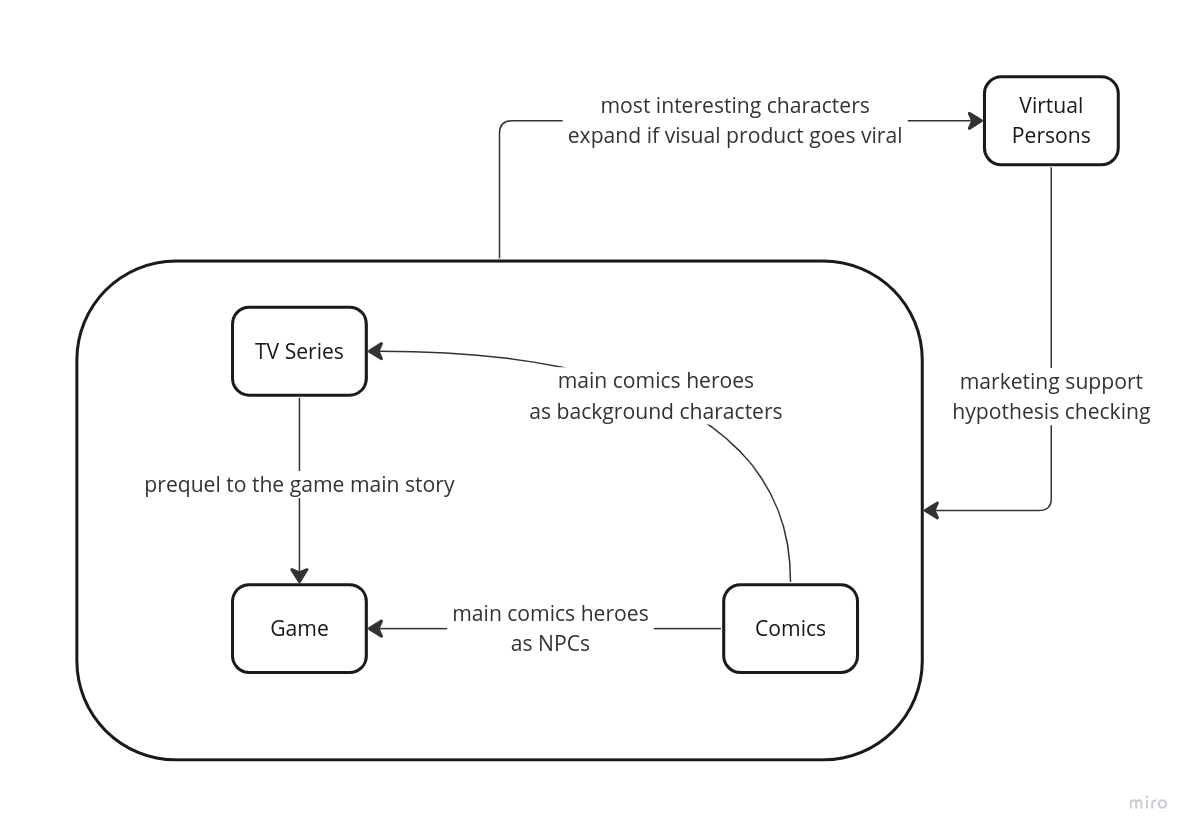 most interesting characters
expand if visual product goes viral
Virtual
Persons
TV Series
main comics heroes
as background characters
marketing support
hypothesis checking
prequel to the game main story
Game
main comics heroes
as NPCs
Comics
miro